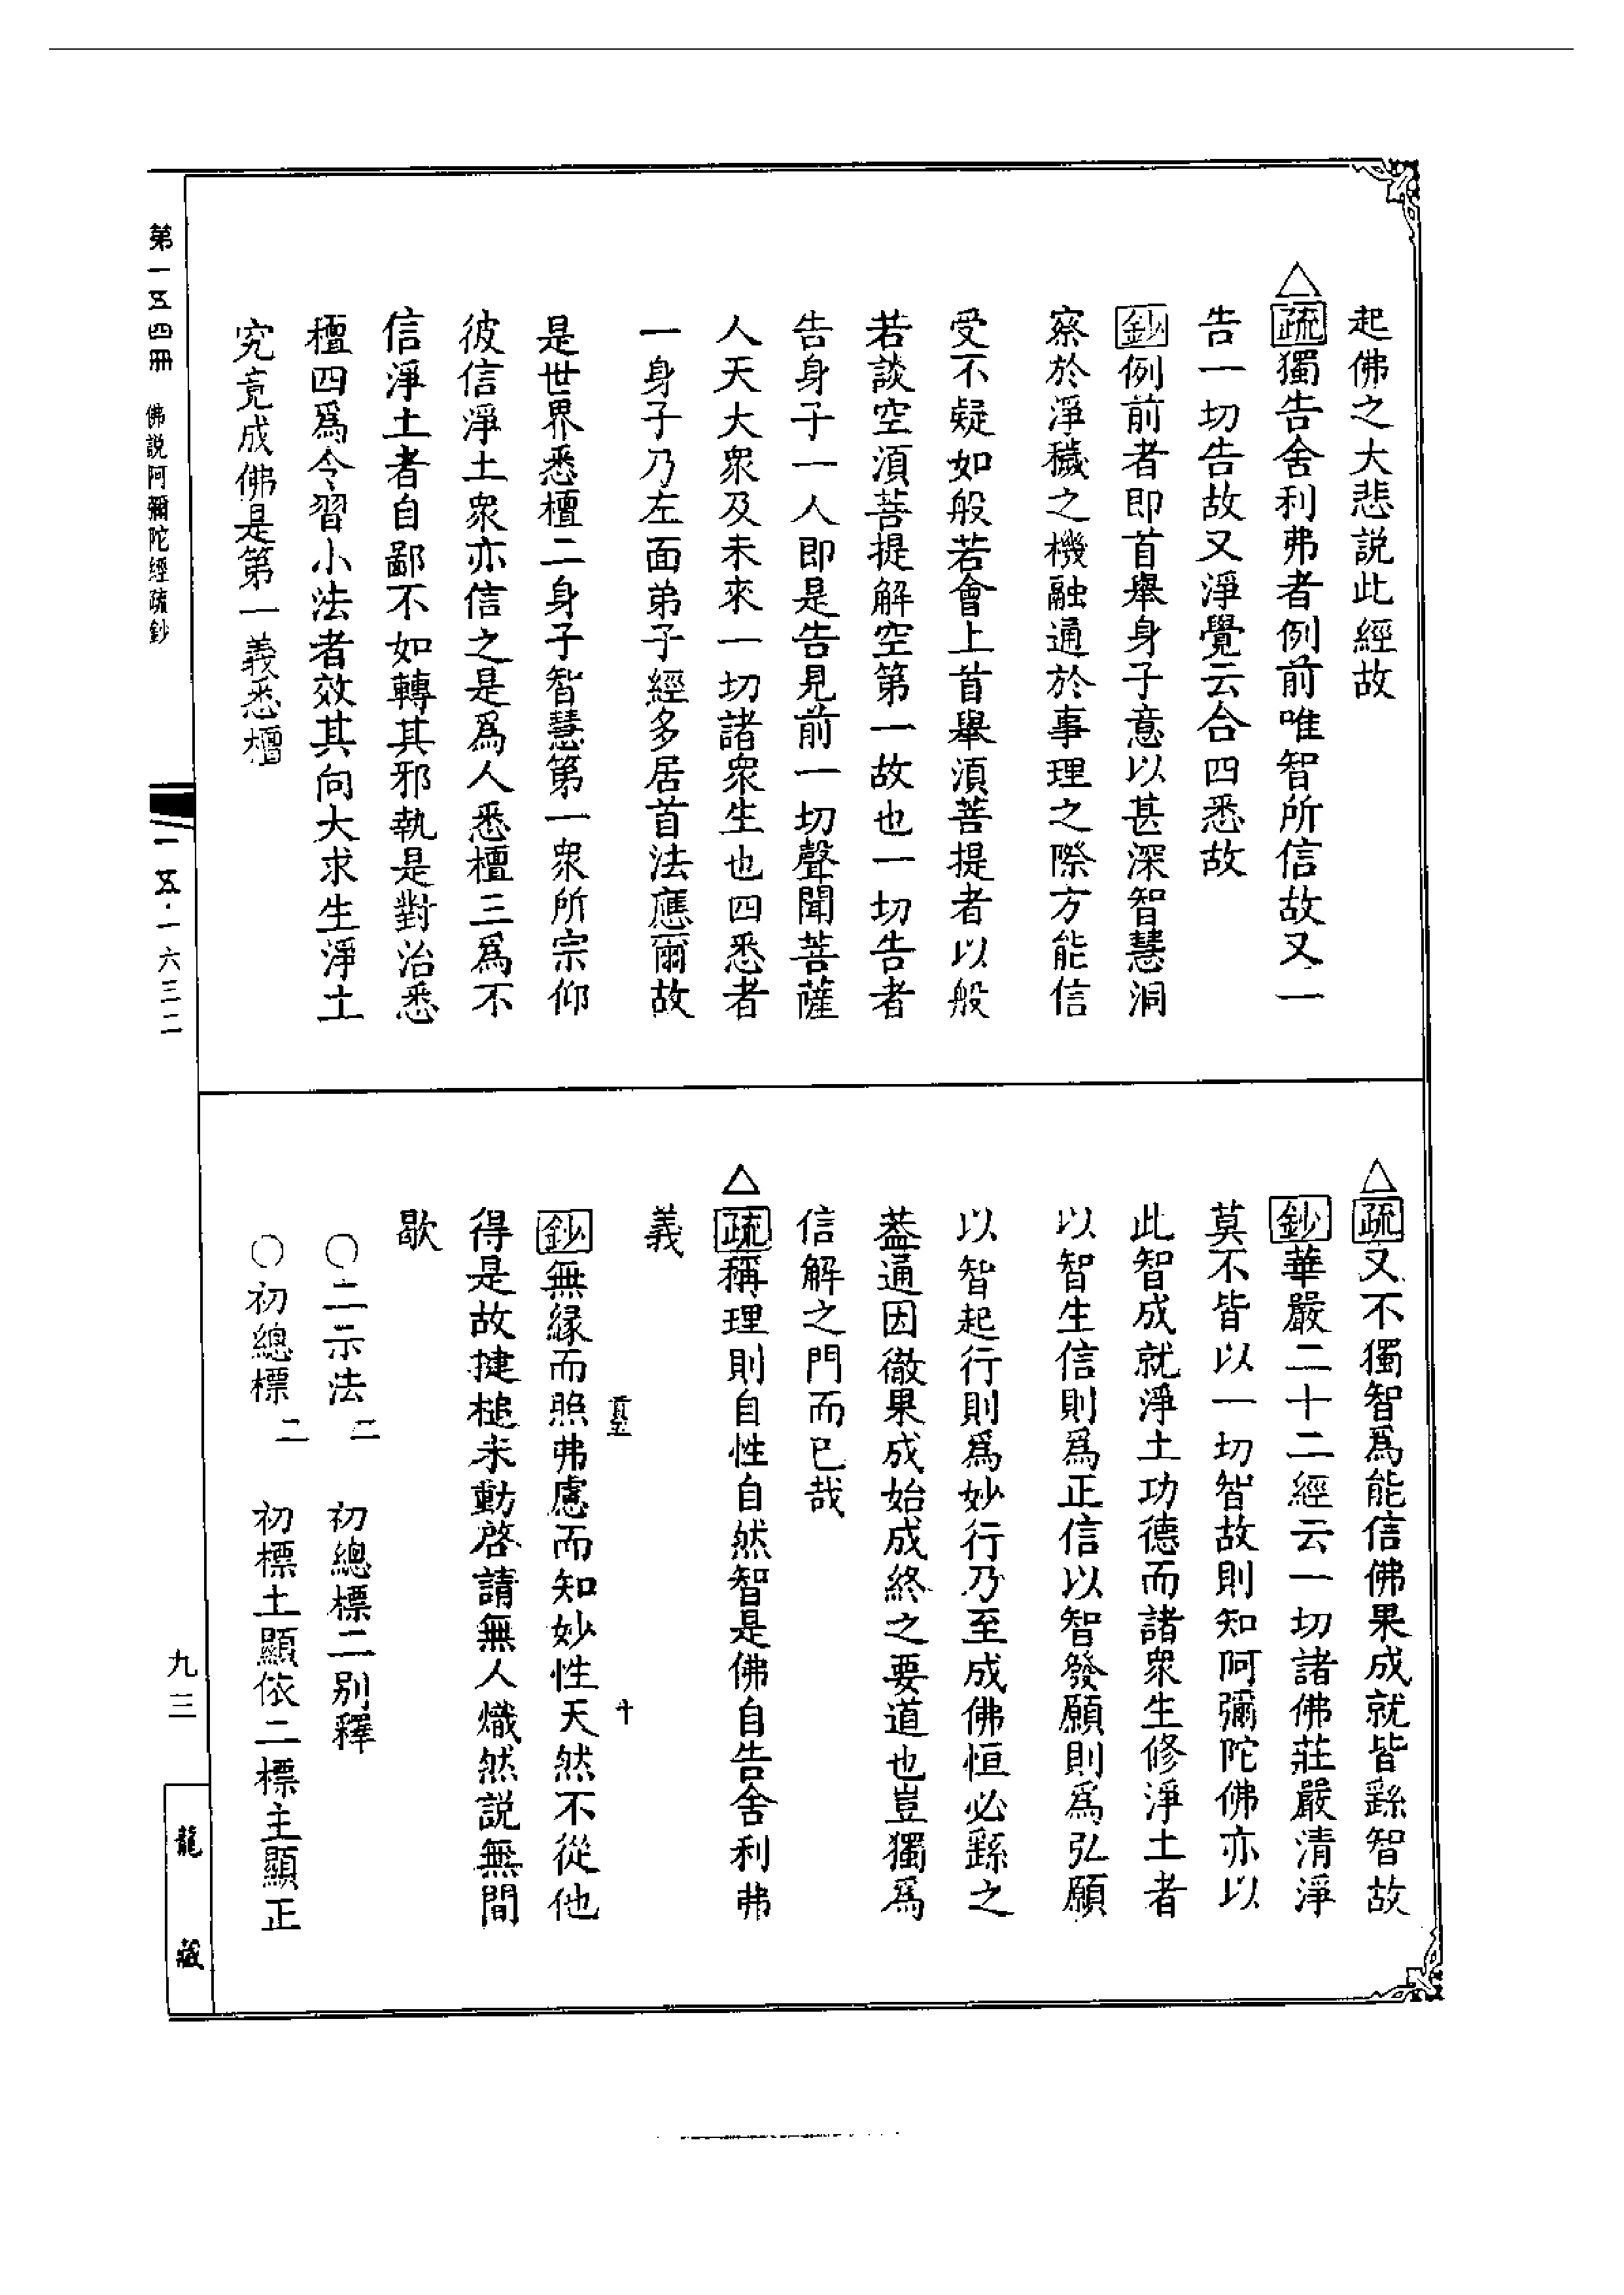 起佛之大悲説此經故
△疏獨告舍利弗者例前唯智所信故又一
告一切告故又淨覺云合四悉故
鈔例前者即首舉身子意以甚深智慧洞
察於淨穢之機融通於事理之際方能信
受不疑如般若會上首舉湏菩提者以般
若談空湏菩提解空第一故也一切告者
告身子一人即是告見前一切聲聞菩薩
人天大衆及未來一切諸衆生也四悉者
一身子乃左面弟子經多居首法應爾故
是世界悉檀二身子智慧第一衆所宗仰
彼信淨土衆亦信之是爲人悉檀三爲不
信淨土者自鄙不如轉其邪執是對治悉
檀四爲令習小法者效其向大求生淨土
究竟成佛是第一義悉檀
△疏又不獨智爲能信佛果成就皆繇智故
鈔華嚴二十二經云一切諸佛莊嚴清淨
莫不皆以一切智故則知阿彌陀佛亦以
此智成就淨土功德而諸衆生修淨土者
以智生信則爲正信以智發願則爲弘願
以智起行則爲妙行乃至成佛恒必繇之
葢通因徹果成始成終之要道也豈獨爲
信解之門而已哉
△疏稱理則自性自然智是佛自告舍利弗
義
鈔無緣而照弗慮而知妙性天然不從他
得是故揵槌未動啓請無人熾然説無間
歇
○二示法二 初總標二別釋
○初總標二 初標土顯依二標主顯正
第一五四冊 佛説阿彌陀經疏鈔
一五·一六三二
九三
龍藏